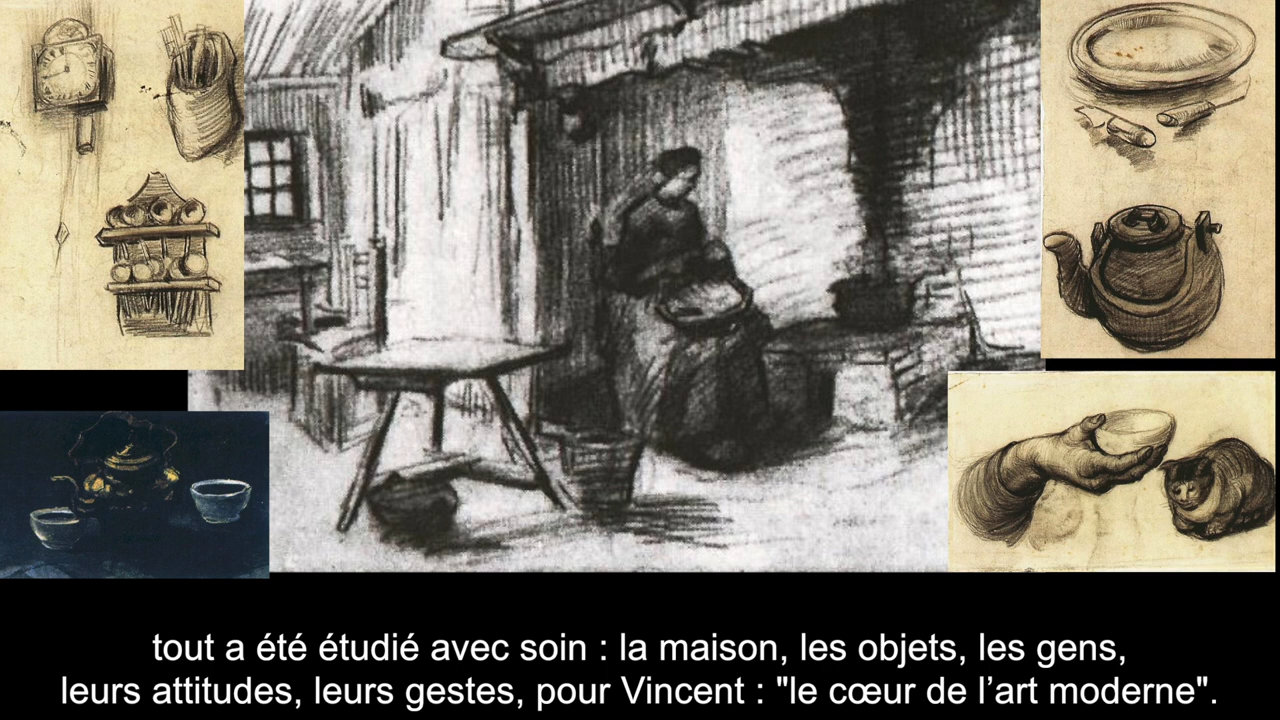 tout a été étudié avec soin : la maison, les objets, les gens,
leurs attitudes, leurs gestes, pour Vincent : "le cœur de l’art moderne".